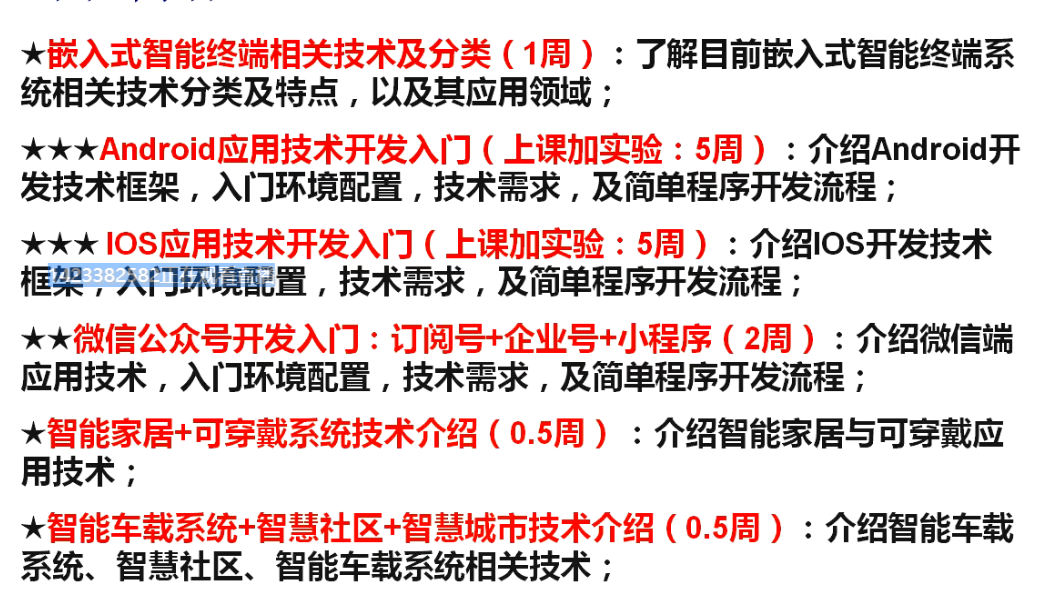 ★嵌入式智能终端相关技术及分类（1周）：了解目前嵌入式智能终端系
统相关技术分类及特点，以及其应用领域；
★★★Android应用技术开发入门（上课加实验：5周）：介绍Android开
发技术框架，入门环境配置，技术需求，及简单程序开发流程；
★★★ IOS应用技术开发入门（上课加实验：5周）：介绍IOS开发技术
框架，入门环境配置，技术需求，及简单程序开发流程；
★★微信公众号开发入门：订阅号+企业号+小程序（2周）：介绍微信端
应用技术，入门环境配置，技术需求，及简单程序开发流程；
★智能家居+可穿戴系统技术介绍（0.5周）：介绍智能家居与可穿戴应
用技术；
★智能车载系统+智慧社区+智慧城市技术介绍（0.5周）：介绍智能车载
系统、智慧社区、智能车载系统相关技术；